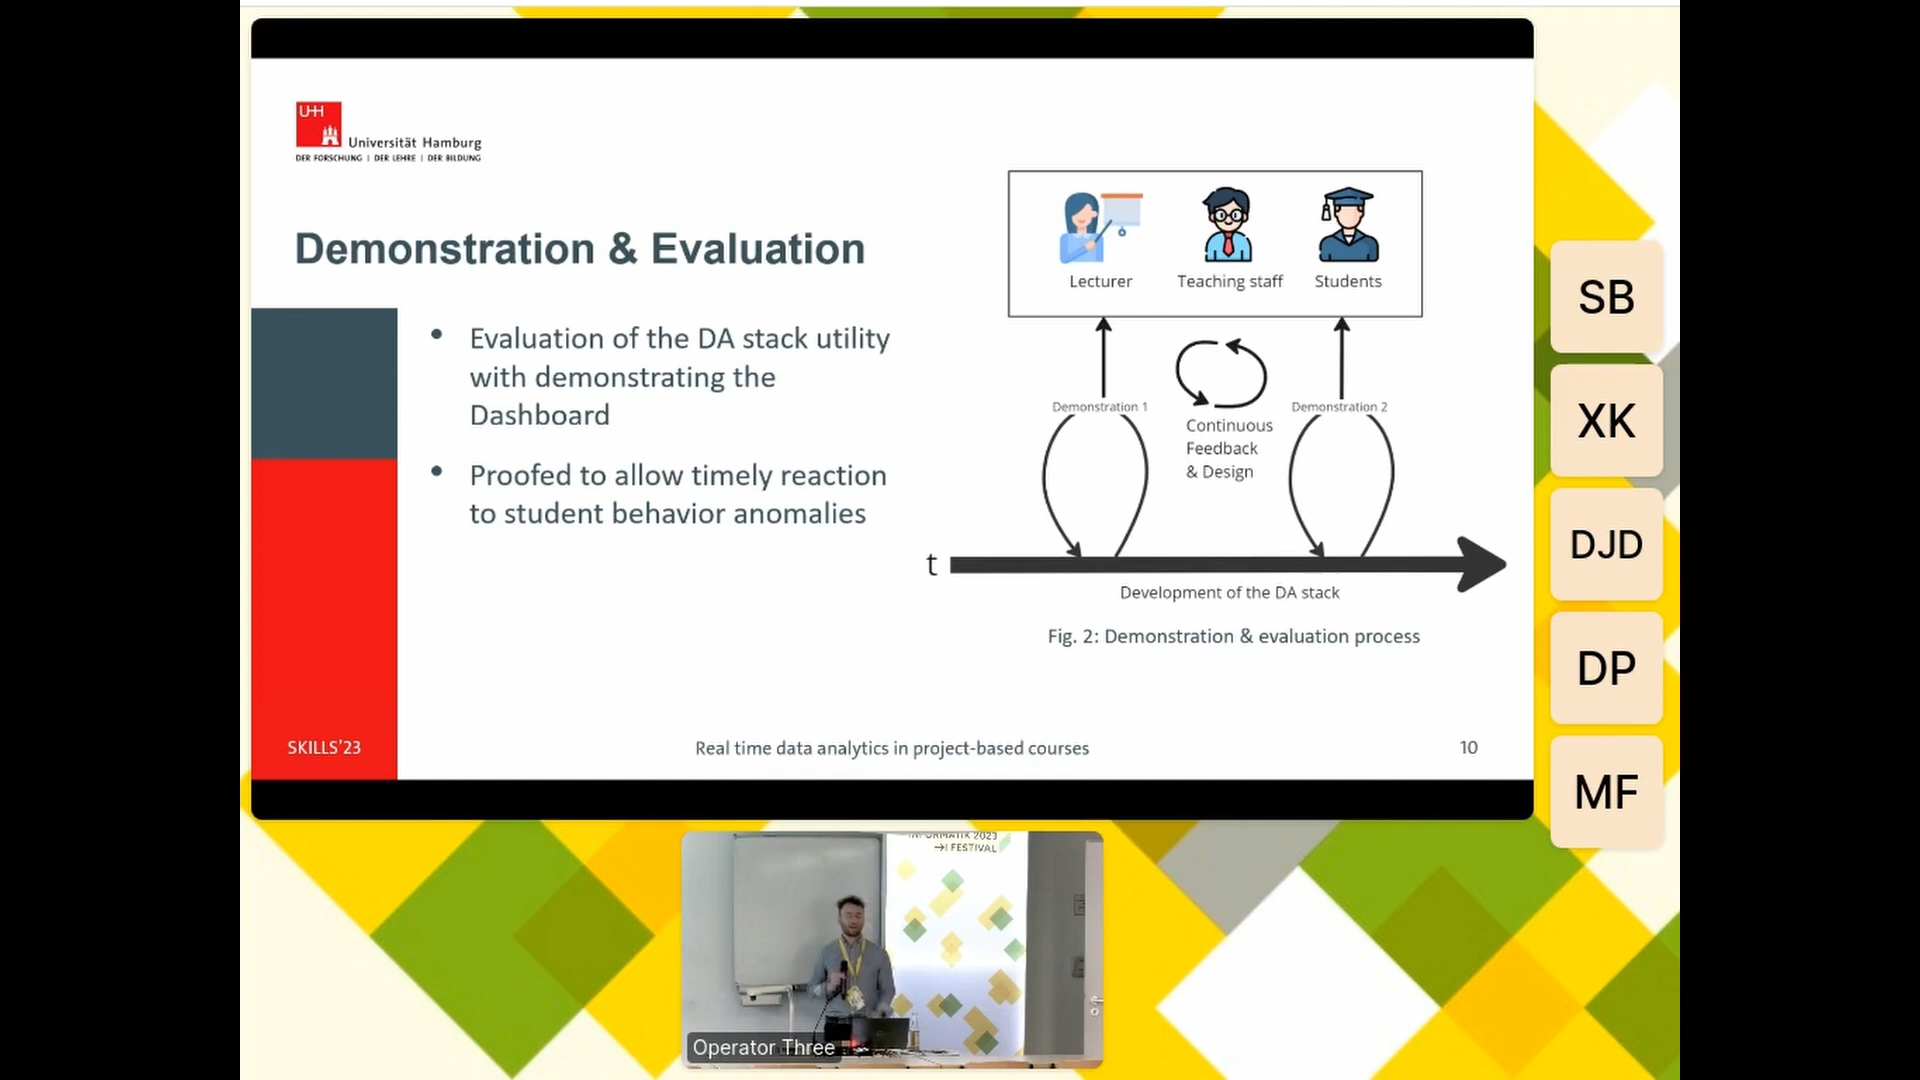 UHH
Universität Hamburg
DER FORSCHUNG | DER LEHRE | DER BILDUNG
Demonstration & Evaluation
• Evaluation of the DA stack utility
with demonstrating the
Dashboard
• Proofed to allow timely reaction
to student behavior anomalies
Lecturer
Teaching staff
Students
Demonstration 1
Demonstration 2
Continuous
Feedback
& Design
t
Development of the DA stack
Fig. 2: Demonstration & evaluation process
SKILLS'23
Real time data analytics in project-based courses
10
SB
XK
DJD
DP
MF
INFORMATIK 2023
FESTIVAL
Operator Three